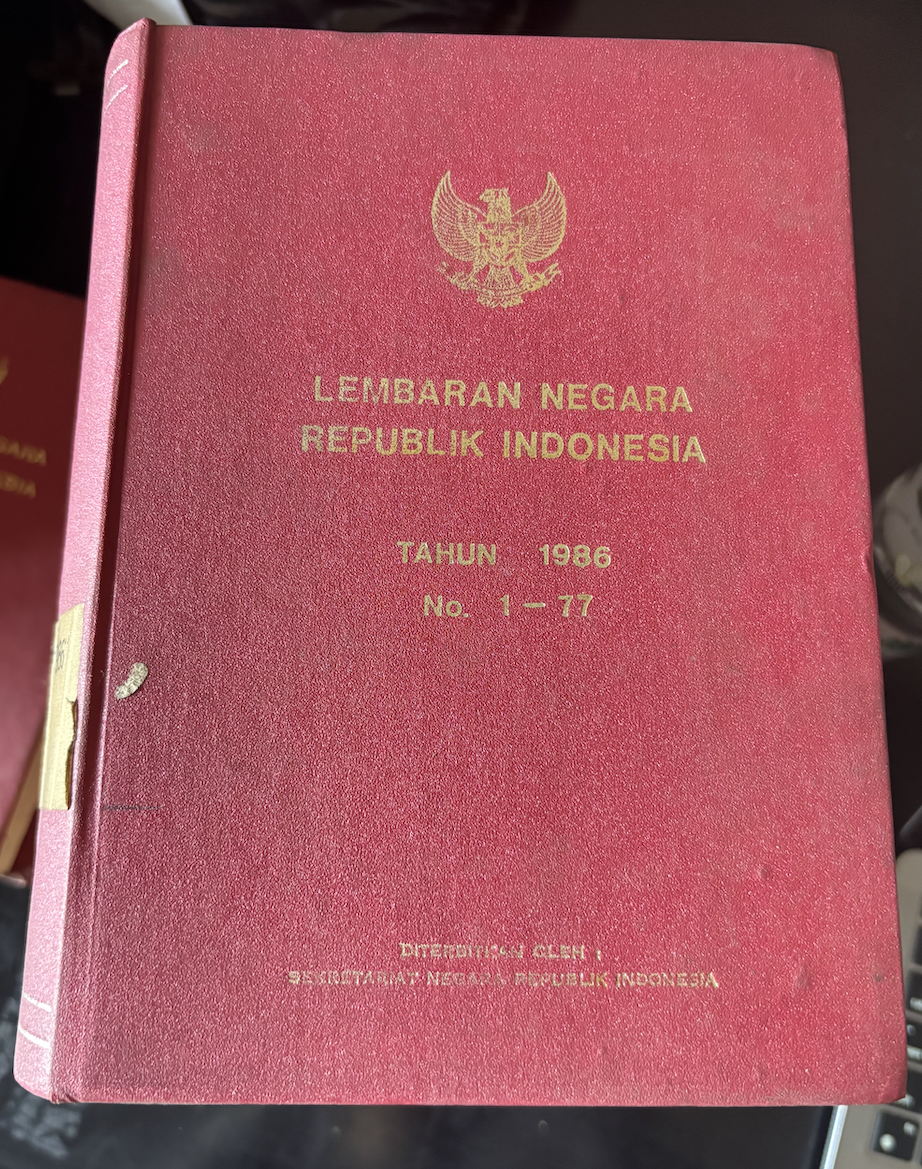 LEMBARAN NEGARA
REPUBLIK INDONESIA
TAHUN 1986
No. 1 – 77
DITERBITKAN OLEH :
SEKRETARIAT NEGARA REPUBLIK INDONESIA